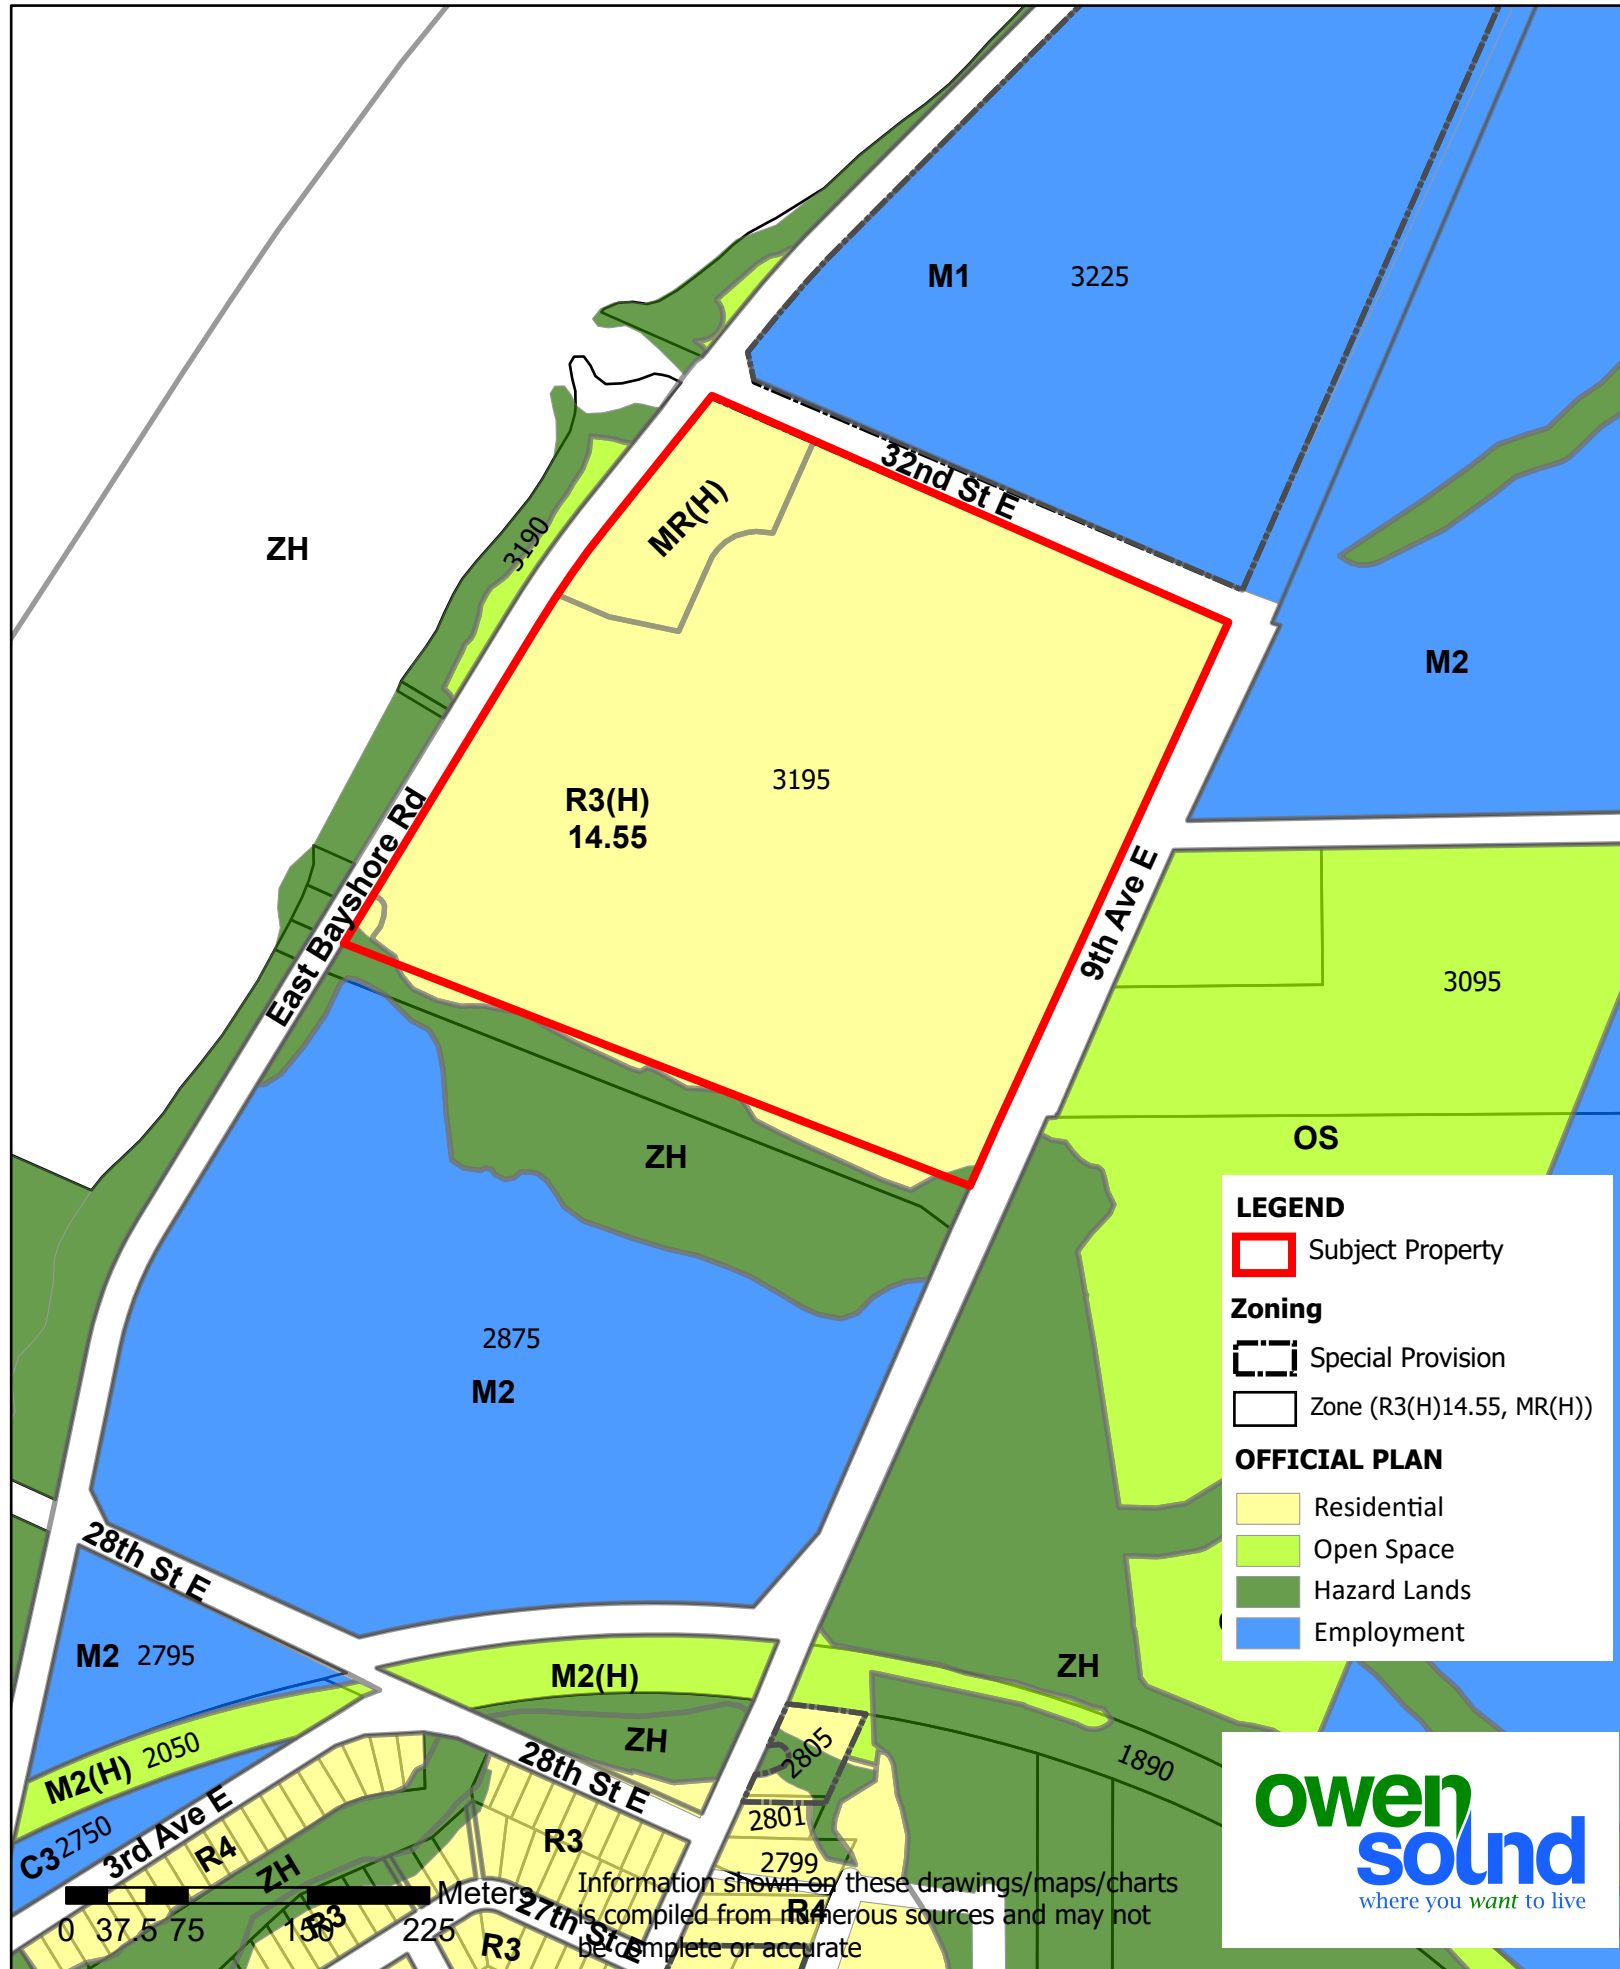 M1
3225
32nd St E
MR(H)
3190
ZH
M2
3195
R3(H)
14.55
East Bayshore Rd
9th Ave E
3095
OS
ZH
2875
M2
LEGEND
Subject Property
Zoning
Special Provision
Zone (R3(H)14.55, MR(H))
OFFICIAL PLAN
Residential
Open Space
Hazard Lands
Employment
28th St E
M2 2795
M2(H)
ZH
ZH
2805
1890
M2(H) 2050
28th St E
2801
2799
C3 2750
3rd Ave E
R4
ZH
R3
R3
R4
27th St E
R3
Meters
0 37.5 75 150 225
Information shown on these drawings/maps/charts
is compiled from numerous sources and may not
be complete or accurate
owen
sound
where you want to live